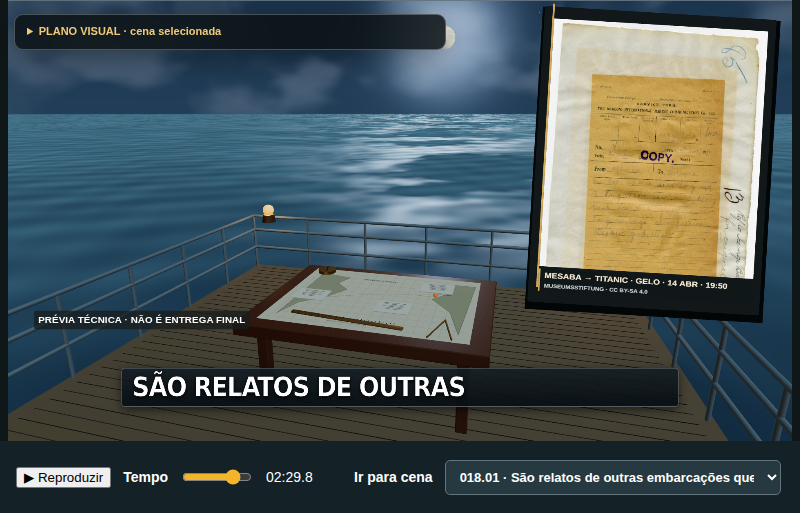 ▶ PLANO VISUAL · cena selecionada
COPY.
MESABA → TITANIC · GELO · 14 ABR · 19:50
MUSEUMSSTIFTUNG · CC BY-SA 4.0
PRÉVIA TÉCNICA · NÃO É ENTREGA FINAL
SÃO RELATOS DE OUTRAS
▶ Reproduzir
Tempo
02:29.8
Ir para cena
018.01 · São relatos de outras embarcações que